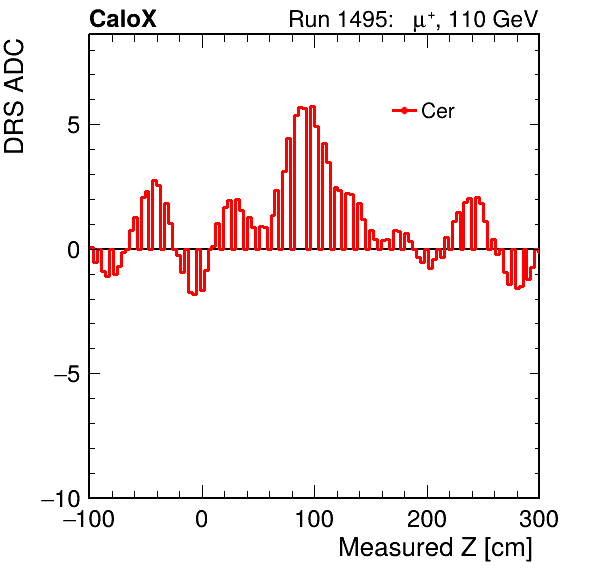 CaloX Run 1495: μ⁺, 110 GeV
DRS ADC
Cer
5
0
−5
−10
−100 0 100 200 300
Measured Z [cm]